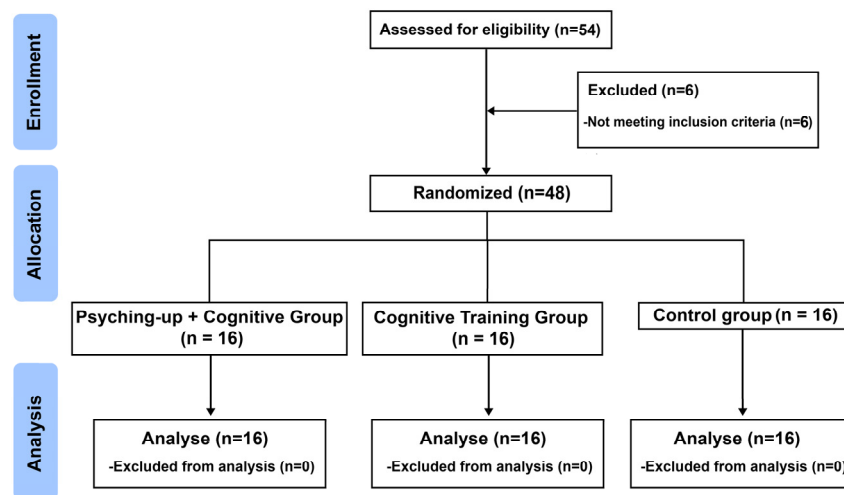 Enrollment
Assessed for eligibility (n=54)
Excluded (n=6)
-Not meeting inclusion criteria (n=6)
Allocation
Randomized (n=48)
Psyching-up + Cognitive Group
(n = 16)
Cognitive Training Group
(n = 16)
Control group (n = 16)
Analysis
Analyse (n=16)
-Excluded from analysis (n=0)
Analyse (n=16)
-Excluded from analysis (n=0)
Analyse (n=16)
-Excluded from analysis (n=0)